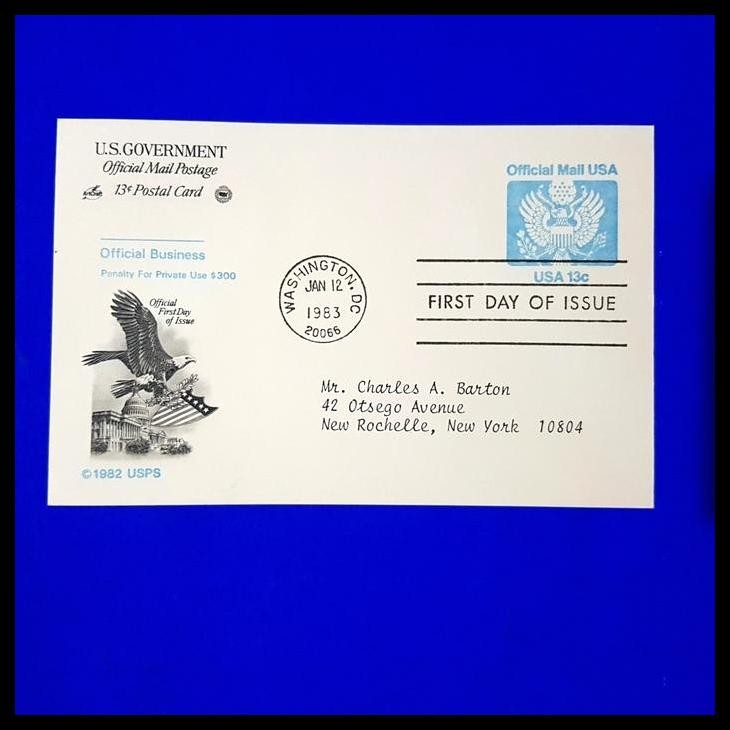 U.S. GOVERNMENT
Official Mail Postage
13¢ Postal Card
Official Mail USA
USA 13c
Official Business
Penalty For Private Use $300
Official
First Day
of Issue
WASHINGTON, DC
JAN 12
1983
20066
FIRST DAY OF ISSUE
Mr. Charles A. Barton
42 Otsego Avenue
New Rochelle, New York 10804
©1982 USPS